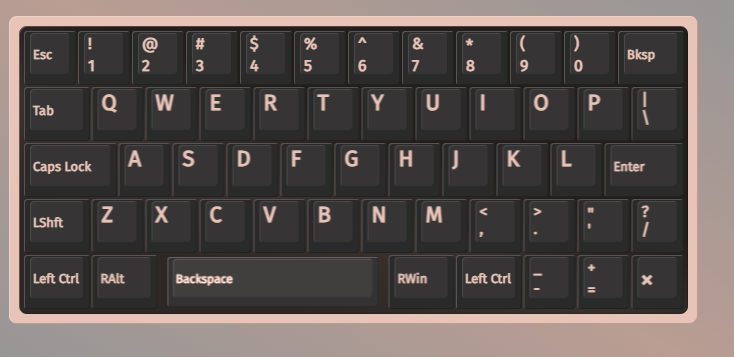 Esc ! @ # $ % ^ & * ( ) Bksp
1 2 3 4 5 6 7 8 9 0
Tab Q W E R T Y U I O P |
\
Caps Lock A S D F G H J K L Enter
LShft Z X C V B N M < > " ?
, . ' /
Left Ctrl RAlt Backspace RWin Left Ctrl _ + ×
- =